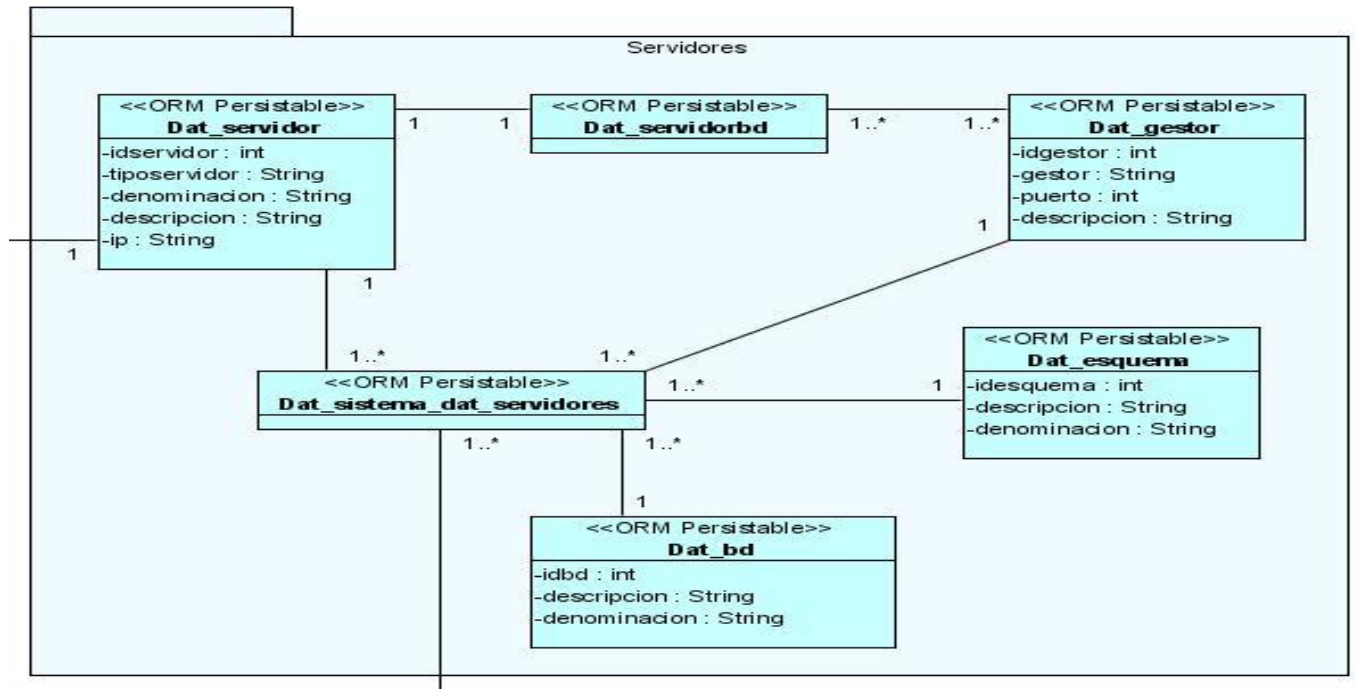 Servidores
<<ORM Persistable>>
Dat_servidor
-idservidor : int
-tiposervidor : String
-denominacion : String
-descripcion : String
-ip : String
1
1
<<ORM Persistable>>
Dat_servidorbd
1..*
1..*
<<ORM Persistable>>
Dat_gestor
-idgestor : int
-gestor : String
-puerto : int
-descripcion : String
1
1
1
1..*
1..*
<<ORM Persistable>>
Dat_sistema_dat_servidores
1..*
1
<<ORM Persistable>>
Dat_esquema
-idesquema : int
-descripcion : String
-denominacion : String
1..*
1..*
1
<<ORM Persistable>>
Dat_bd
-idbd : int
-descripcion : String
-denominacion : String